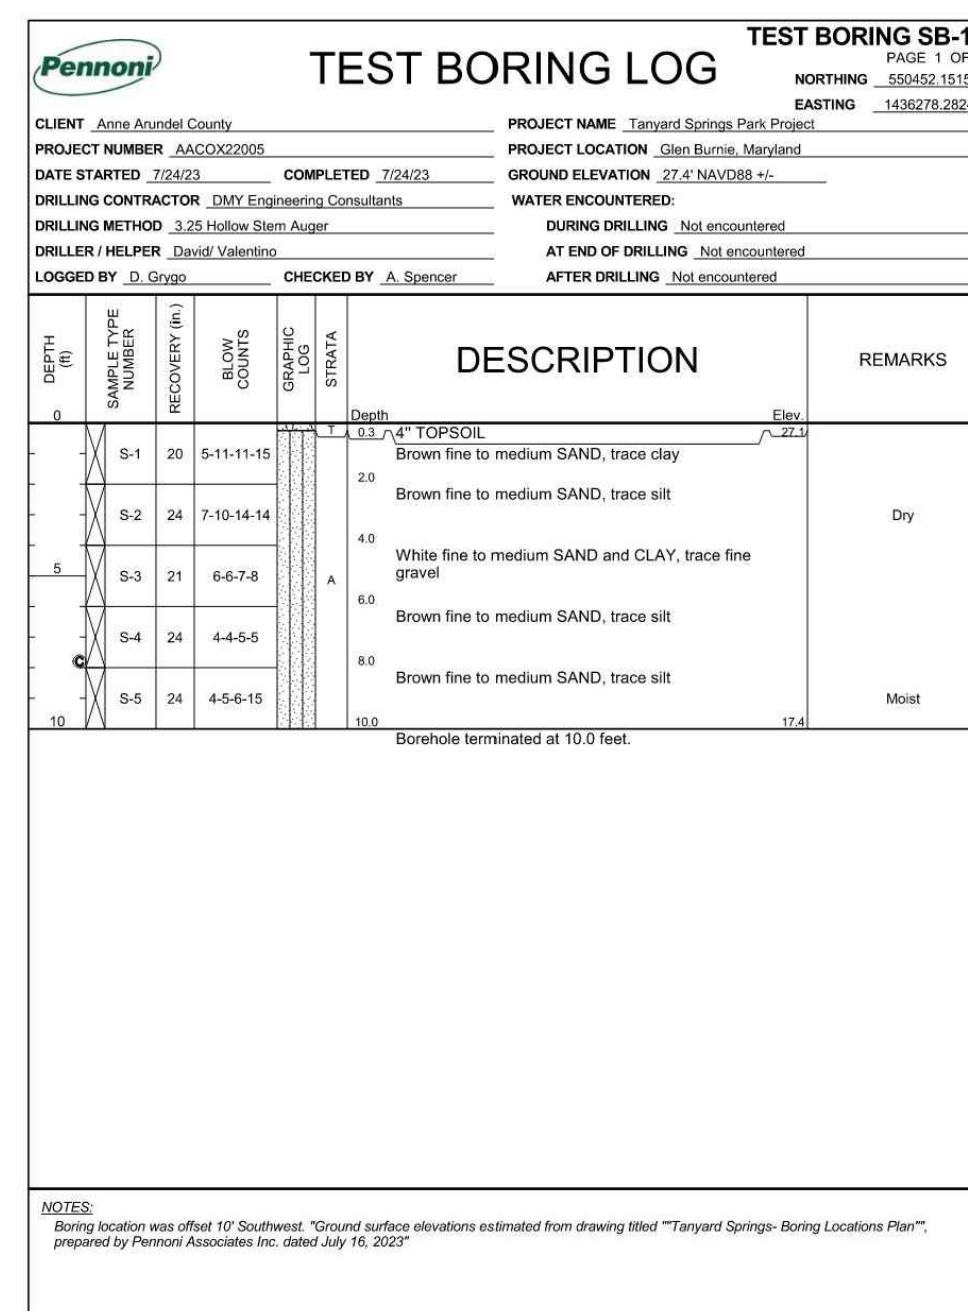 TEST BORING SB-1
PAGE 1 OF
Pennoni
TEST BORING LOG
NORTHING 550452.1515
EASTING 1436278.282
CLIENT Anne Arundel County
PROJECT NAME Tanyard Springs Park Project
PROJECT NUMBER AACOX22005
PROJECT LOCATION Glen Burnie, Maryland
DATE STARTED 7/24/23 COMPLETED 7/24/23
GROUND ELEVATION 27.4' NAVD88 +/-
DRILLING CONTRACTOR DMY Engineering Consultants
WATER ENCOUNTERED:
DRILLING METHOD 3.25 Hollow Stem Auger
DURING DRILLING Not encountered
DRILLER / HELPER David/ Valentino
AT END OF DRILLING Not encountered
LOGGED BY D. Grygo CHECKED BY A. Spencer
AFTER DRILLING Not encountered
DEPTH (ft)
SAMPLE TYPE NUMBER
RECOVERY (in.)
BLOW COUNTS
GRAPHIC LOG
STRATA
DESCRIPTION
REMARKS
0 Depth Elev.
T 0.3 4" TOPSOIL 27.1
S-1 20 5-11-11-15 Brown fine to medium SAND, trace clay
2.0
Brown fine to medium SAND, trace silt
S-2 24 7-10-14-14 Dry
4.0
White fine to medium SAND and CLAY, trace fine
gravel
5 S-3 21 6-6-7-8 A
6.0
Brown fine to medium SAND, trace silt
S-4 24 4-4-5-5
C 8.0
Brown fine to medium SAND, trace silt
S-5 24 4-5-6-15 Moist
10 10.0 17.4
Borehole terminated at 10.0 feet.
NOTES:
Boring location was offset 10' Southwest. "Ground surface elevations estimated from drawing titled ""Tanyard Springs- Boring Locations Plan"",
prepared by Pennoni Associates Inc. dated July 16, 2023"